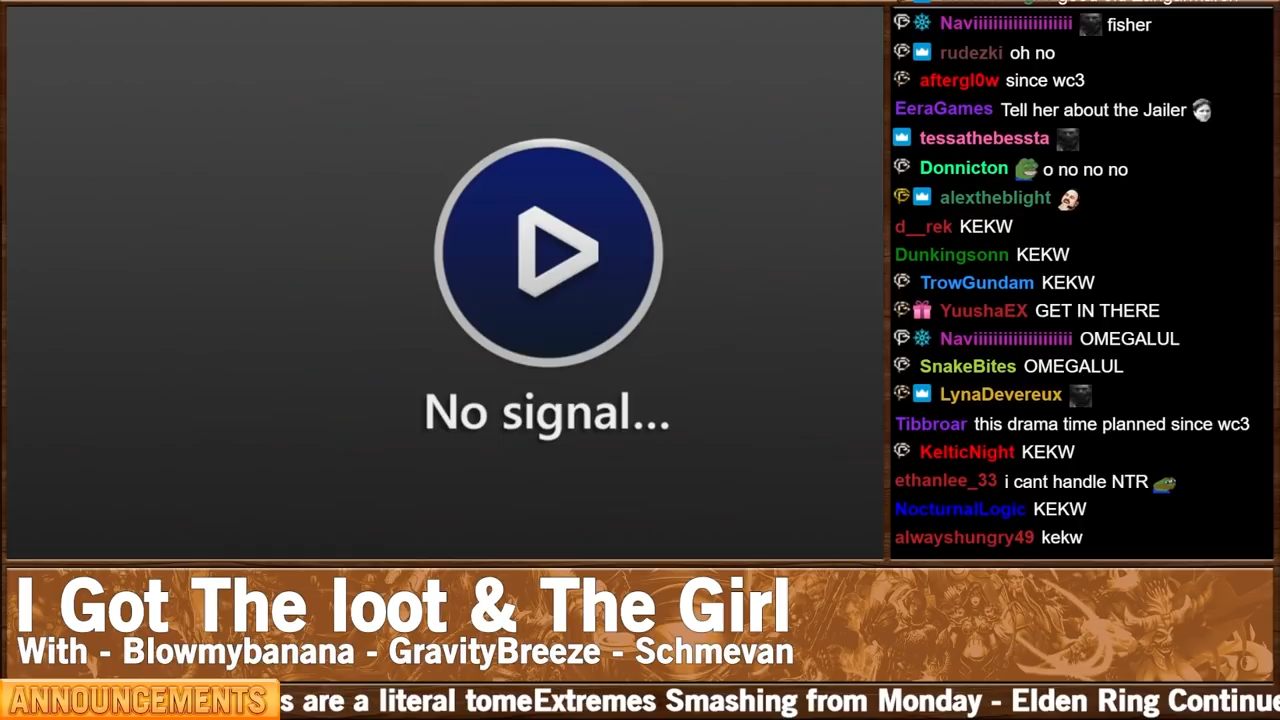 Naviiiiiiiiiiiiiiiiiii fisher
rudezki oh no
aftergl0w since wc3
EeraGames Tell her about the Jailer
tessathebessta
Donnicton o no no no
alextheblight
d__rek KEKW
Dunkingsonn KEKW
TrowGundam KEKW
YuushaEX GET IN THERE
Naviiiiiiiiiiiiiiiiiii OMEGALUL
SnakeBites OMEGALUL
LynaDevereux
Tibbroar this drama time planned since wc3
KelticNight KEKW
ethanlee_33 i cant handle NTR
NocturnalLogic KEKW
alwayshungry49 kekw
No signal...
I Got The loot & The Girl
With - Blowmybanana - GravityBreeze - Schmevan
ANNOUNCEMENTS s are a literal tomeExtremes Smashing from Monday - Elden Ring Continue